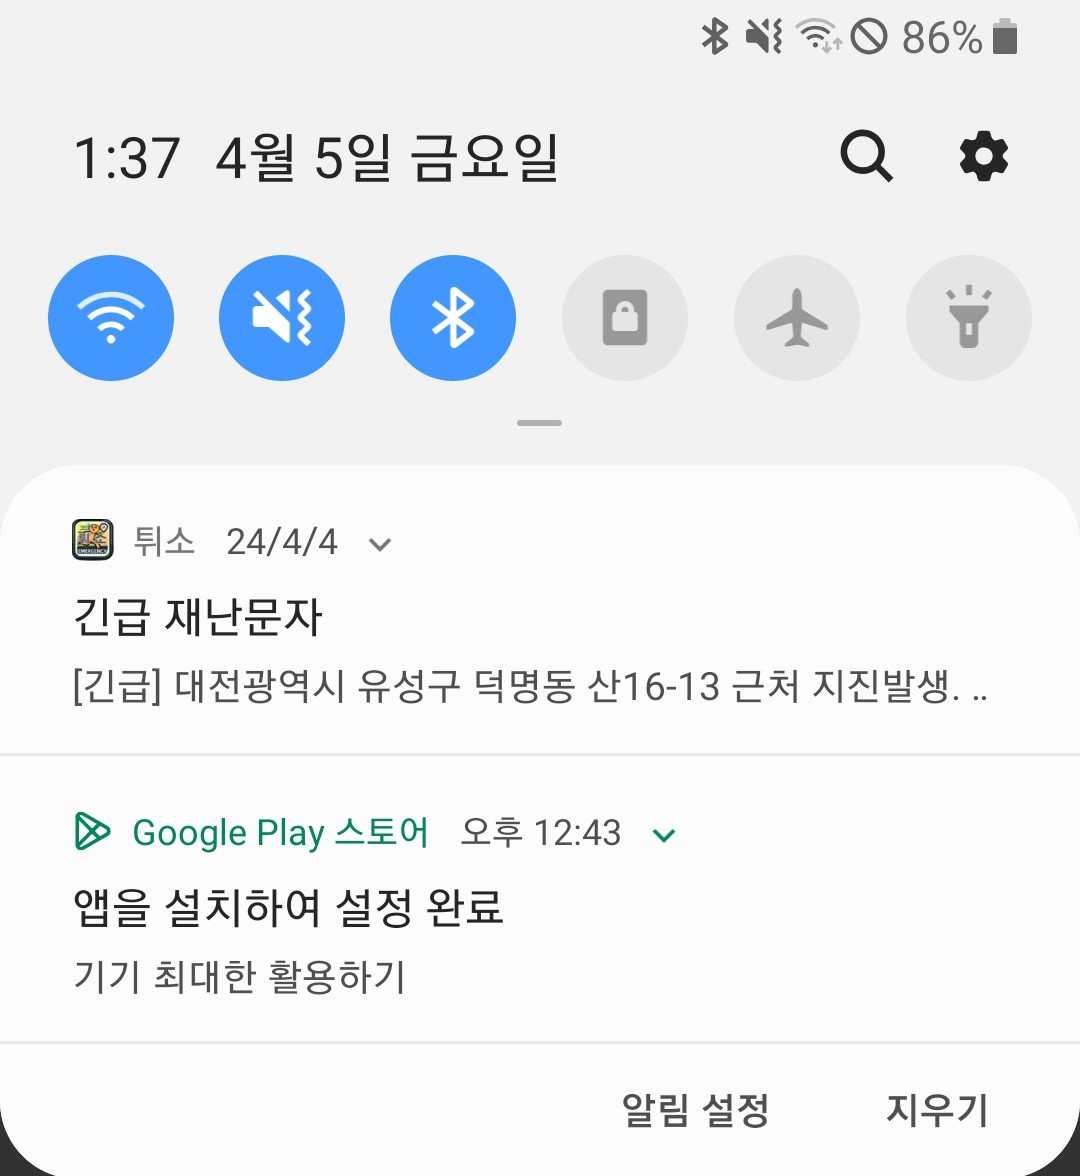 86%
1:37 4월 5일 금요일
튀소 24/4/4
긴급 재난문자
[긴급] 대전광역시 유성구 덕명동 산16-13 근처 지진발생. ..
Google Play 스토어 오후 12:43
앱을 설치하여 설정 완료
기기 최대한 활용하기
알림 설정 지우기